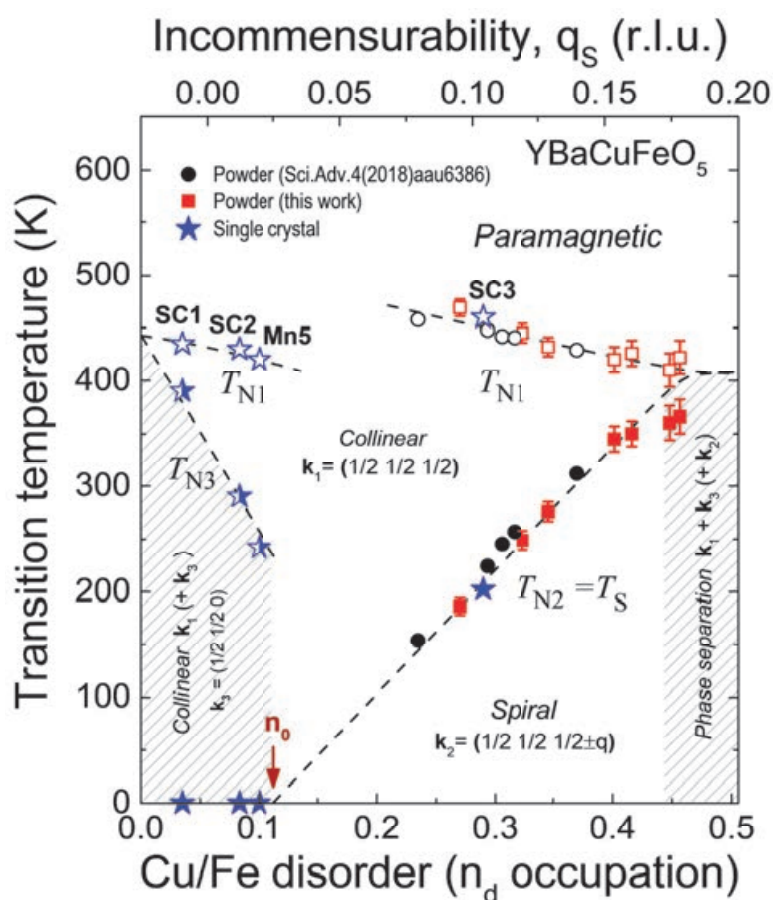 Incommensurability, qS (r.l.u.)
0.00 0.05 0.10 0.15 0.20
YBaCuFeO5
Powder (Sci.Adv.4(2018)aau6386)
Powder (this work)
Single crystal
Paramagnetic
SC1
SC2
Mn5
SC3
TN1
TN1
TN3
Collinear
k1= (1/2 1/2 1/2)
TN2 =TS
Spiral
k2= (1/2 1/2 1/2±q)
Collinear k1 (+ k3)
k3 = (1/2 1/2 0)
Phase separation k1 + k3 (+ k2)
n0
Transition temperature (K)
600
500
400
300
200
100
0
0.0 0.1 0.2 0.3 0.4 0.5
Cu/Fe disorder (nd occupation)